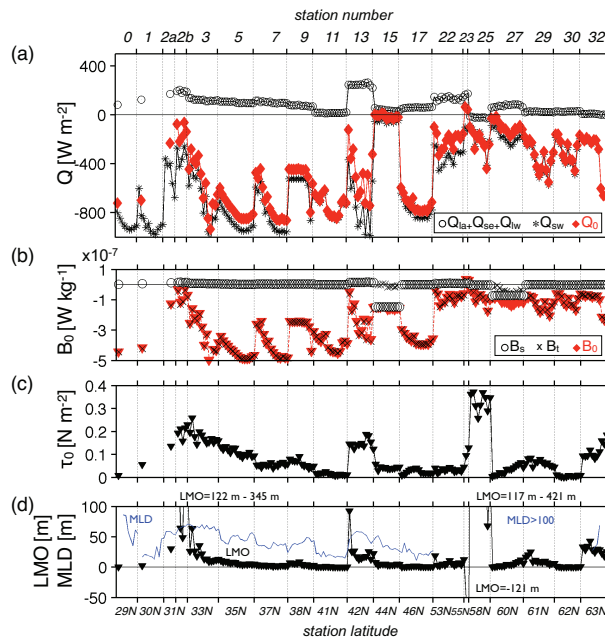 station number
0 1 2a 2b 3 5 7 9 11 13 15 17 22 23 25 27 29 30 32
(a)
400
0
-400
-800
Q [W m-2]
Qla+Qse+Qlw Qsw Q0
(b)
x10-7
-1
-3
-5
B0 [W kg-1]
Bs Bt B0
(c)
0.4
0.3
0.2
0.1
0
τ0 [N m-2]
(d)
LMO=122 m - 345 m
LMO=117 m - 421 m
100
50
0
-50
LMO [m]
MLD [m]
MLD
LMO
MLD>100
LMO=-121 m
29N 30N 31N 33N 35N 37N 41N 42N 44N 46N 53N 55N 58N 60N 61N 62N 63N
station latitude